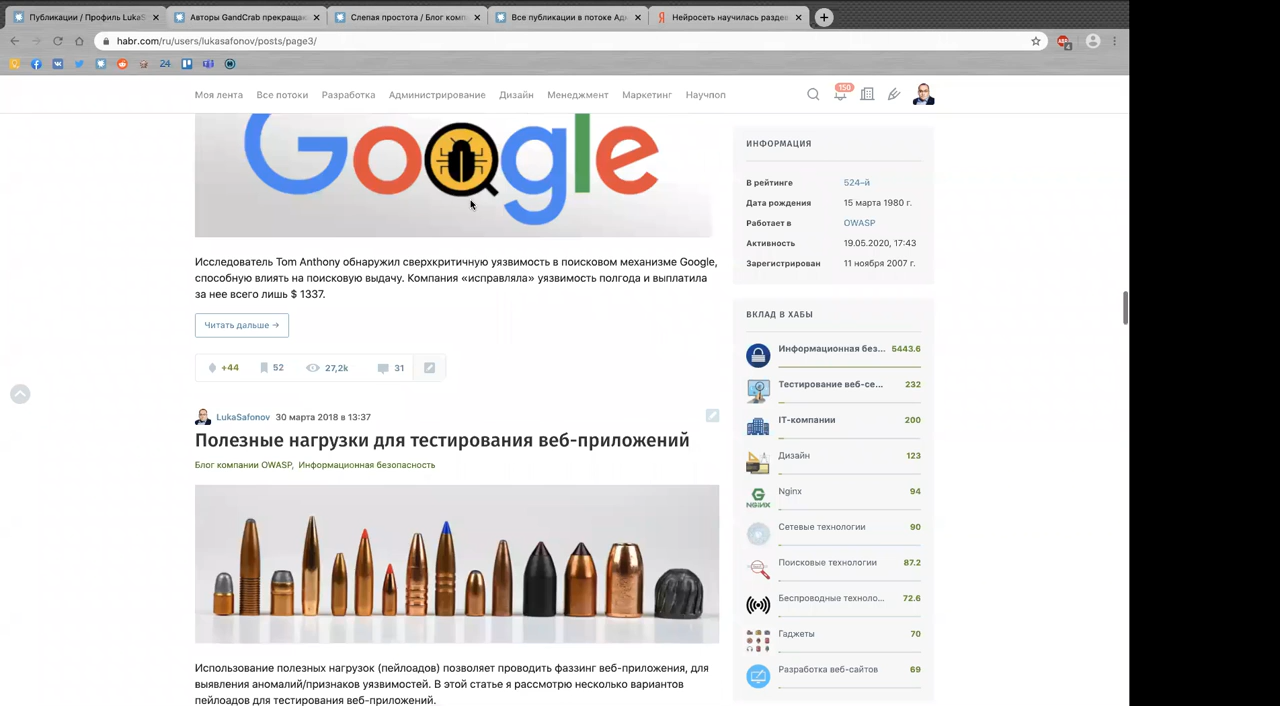 Публикации / Профиль LukaS
Авторы GandCrab прекраща
Слепая простота / Блог комп
Все публикации в потоке Ад
Нейросеть научилась раздев
habr.com/ru/users/lukasafonov/posts/page3/
24
Моя лента Все потоки Разработка Администрирование Дизайн Менеджмент Маркетинг Научпоп
150
Google
Исследователь Tom Anthony обнаружил сверхкритичную уязвимость в поисковом механизме Google,
способную влиять на поисковую выдачу. Компания «исправляла» уязвимость полгода и выплатила
за нее всего лишь $ 1337.
Читать дальше →
+44 52 27,2k 31
LukaSafonov 30 марта 2018 в 13:37
Полезные нагрузки для тестирования веб-приложений
Блог компании OWASP, Информационная безопасность
Использование полезных нагрузок (пейлоадов) позволяет проводить фаззинг веб-приложения, для
выявления аномалий/признаков уязвимостей. В этой статье я рассмотрю несколько вариантов
пейлоадов для тестирования веб-приложений.
ИНФОРМАЦИЯ
В рейтинге 524-й
Дата рождения 15 марта 1980 г.
Работает в OWASP
Активность 19.05.2020, 17:43
Зарегистрирован 11 ноября 2007 г.
ВКЛАД В ХАБЫ
Информационная без... 5443.6
Тестирование веб-се... 232
IT-компании 200
Дизайн 123
Nginx 94
NGINX
Сетевые технологии 90
Поисковые технологии 87.2
Беспроводные техноло... 72.6
Гаджеты 70
Разработка веб-сайтов 69